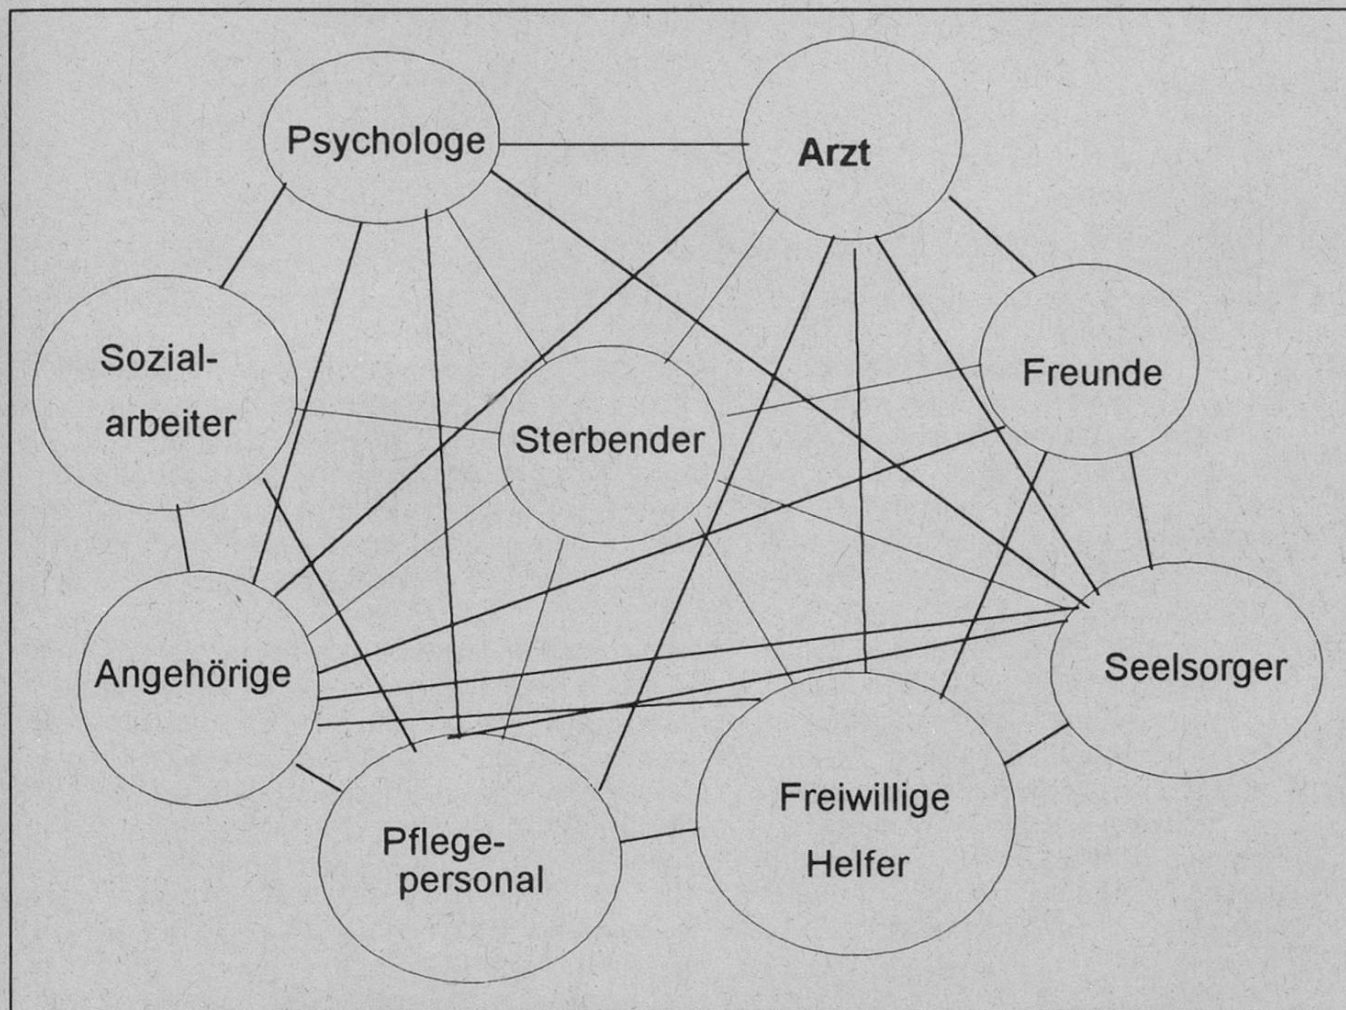 Psychologe
Arzt
Sozial-
arbeiter
Freunde
Sterbender
Angehörige
Seelsorger
Pflege-
personal
Freiwillige
Helfer